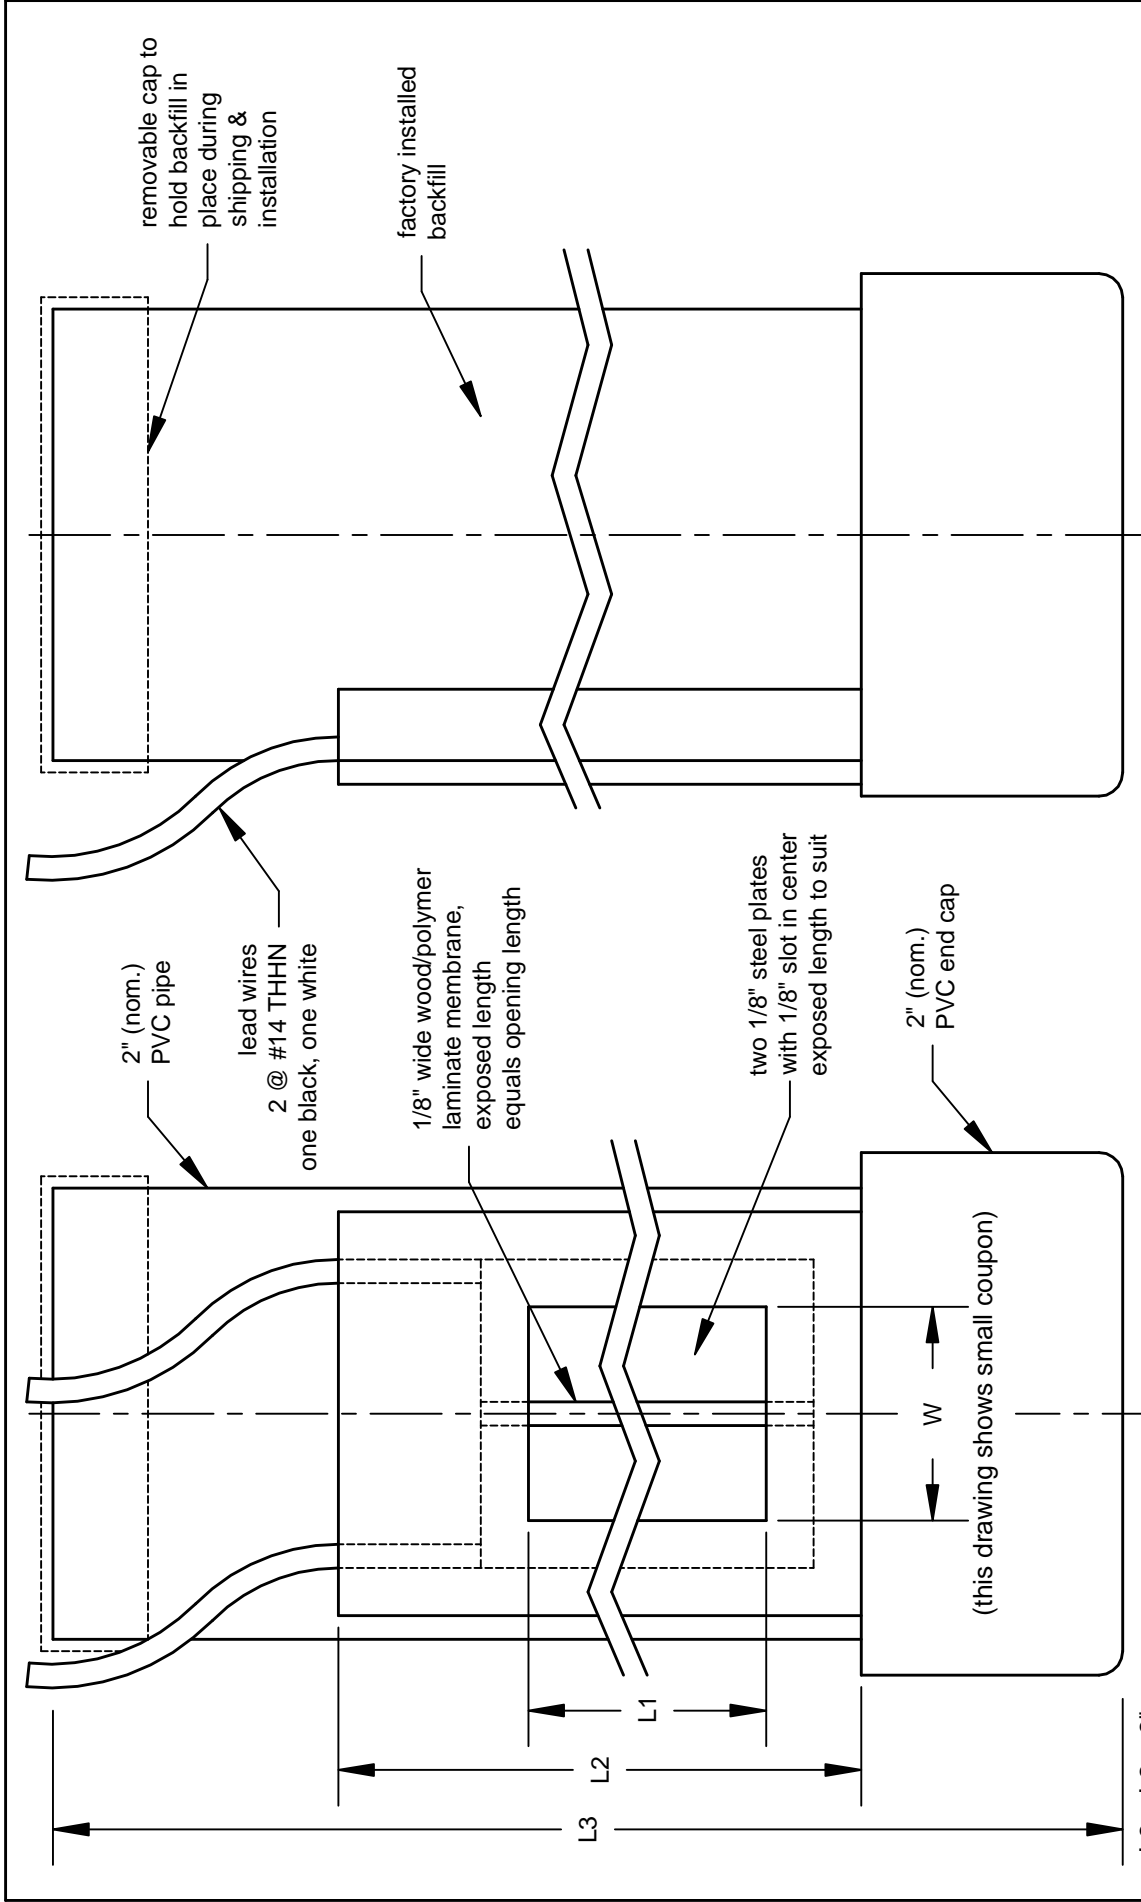 removable cap to
hold backfill in
place during
shipping &
installation
factory installed
backfill
2" (nom.)
PVC pipe
lead wires
2 @ #14 THHN
one black, one white
1/8" wide wood/polymer
laminate membrane,
exposed length
equals opening length
two 1/8" steel plates
with 1/8" slot in center
exposed length to suit
2" (nom.)
PVC end cap
W
(this drawing shows small coupon)
L1
L2
L3